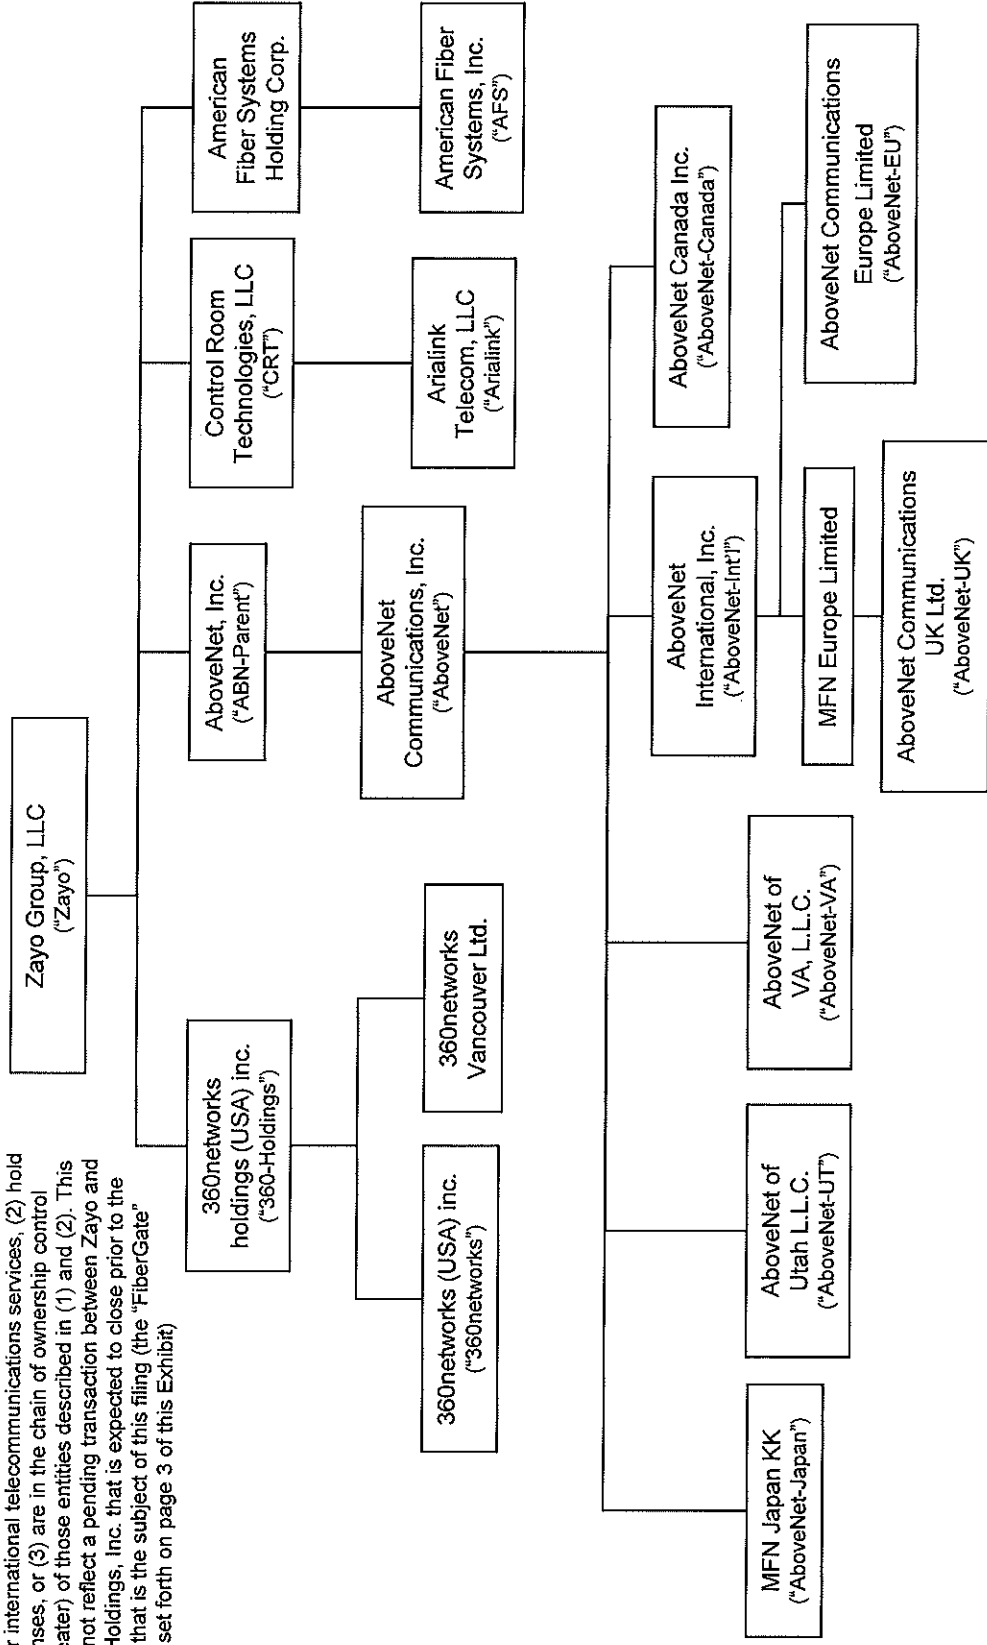 r international telecommunications services, (2) hold
nses, or (3) are in the chain of ownership control
eater) of those entities described in (1) and (2). This
not reflect a pending transaction between Zayo and
Holdings, Inc. that is expected to close prior to the
that is the subject of this filing (the “FiberGate”
set forth on page 3 of this Exhibit)
Zayo Group, LLC
(“Zayo”)
360networks
holdings (USA) inc.
(“360-Holdings”)
AboveNet, Inc.
(“ABN-Parent”)
Control Room
Technologies, LLC
(“CRT”)
American
Fiber Systems
Holding Corp.
360networks (USA) inc.
(“360networks”)
360networks
Vancouver Ltd.
AboveNet
Communications, Inc.
(“AboveNet”)
Arialink
Telecom, LLC
(“Arialink”)
American Fiber
Systems, Inc.
(“AFS”)
MFN Japan KK
(“AboveNet-Japan”)
AboveNet of
Utah L.L.C.
(“AboveNet-UT”)
AboveNet of
VA, L.L.C.
(“AboveNet-VA”)
AboveNet
International, Inc.
(“AboveNet-Int’l”)
AboveNet Canada Inc.
(“AboveNet-Canada”)
MFN Europe Limited
AboveNet Communications
Europe Limited
(“AboveNet-EU”)
AboveNet Communications
UK Ltd.
(“AboveNet-UK”)